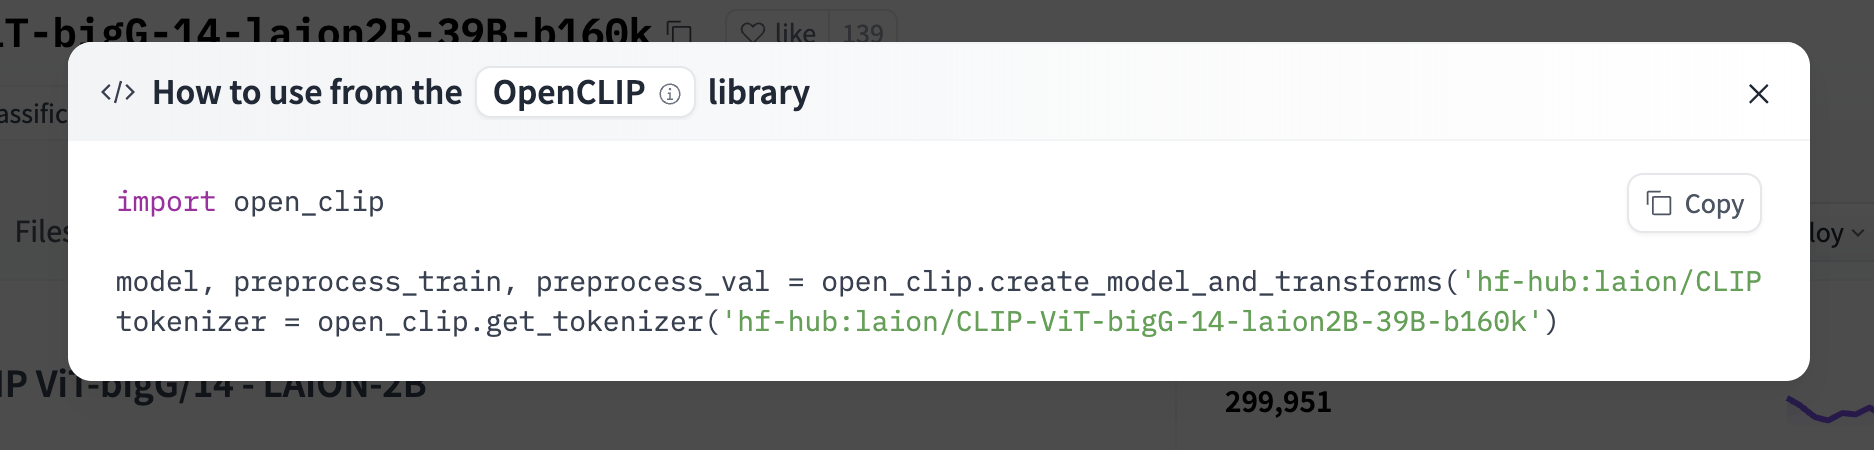 iT-bigG-14-laion2B-39B-b160k like 139
</> How to use from the OpenCLIP library
assific
import open_clip
Copy
Files
loy
model, preprocess_train, preprocess_val = open_clip.create_model_and_transforms('hf-hub:laion/CLIP
tokenizer = open_clip.get_tokenizer('hf-hub:laion/CLIP-ViT-bigG-14-laion2B-39B-b160k')
IP ViT-bigG/14 - LAION-2B
299,951